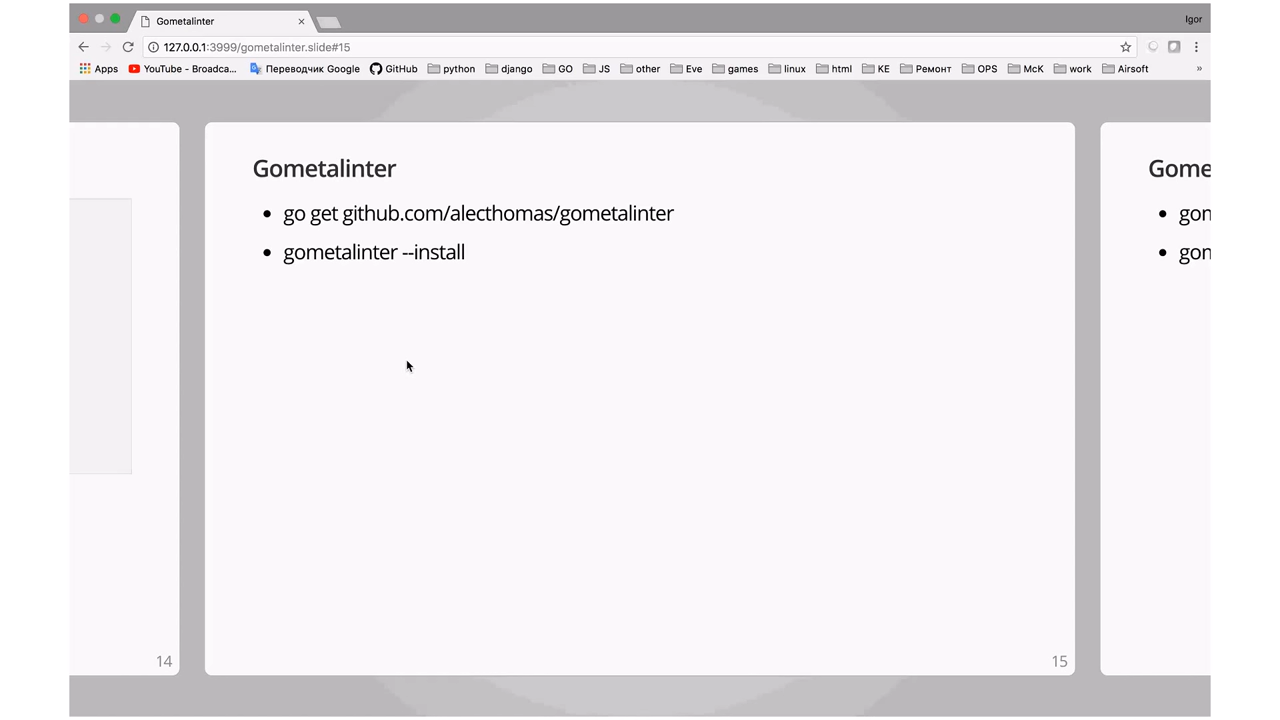 Gometalinter
Igor
127.0.0.1:3999/gometalinter.slide#15
Apps YouTube - Broadca... Переводчик Google GitHub python django GO JS other Eve games linux html KE Ремонт OPS McK work Airsoft »
Gometalinter
• go get github.com/alecthomas/gometalinter
• gometalinter --install
14
15
Gome
• gon
• gon